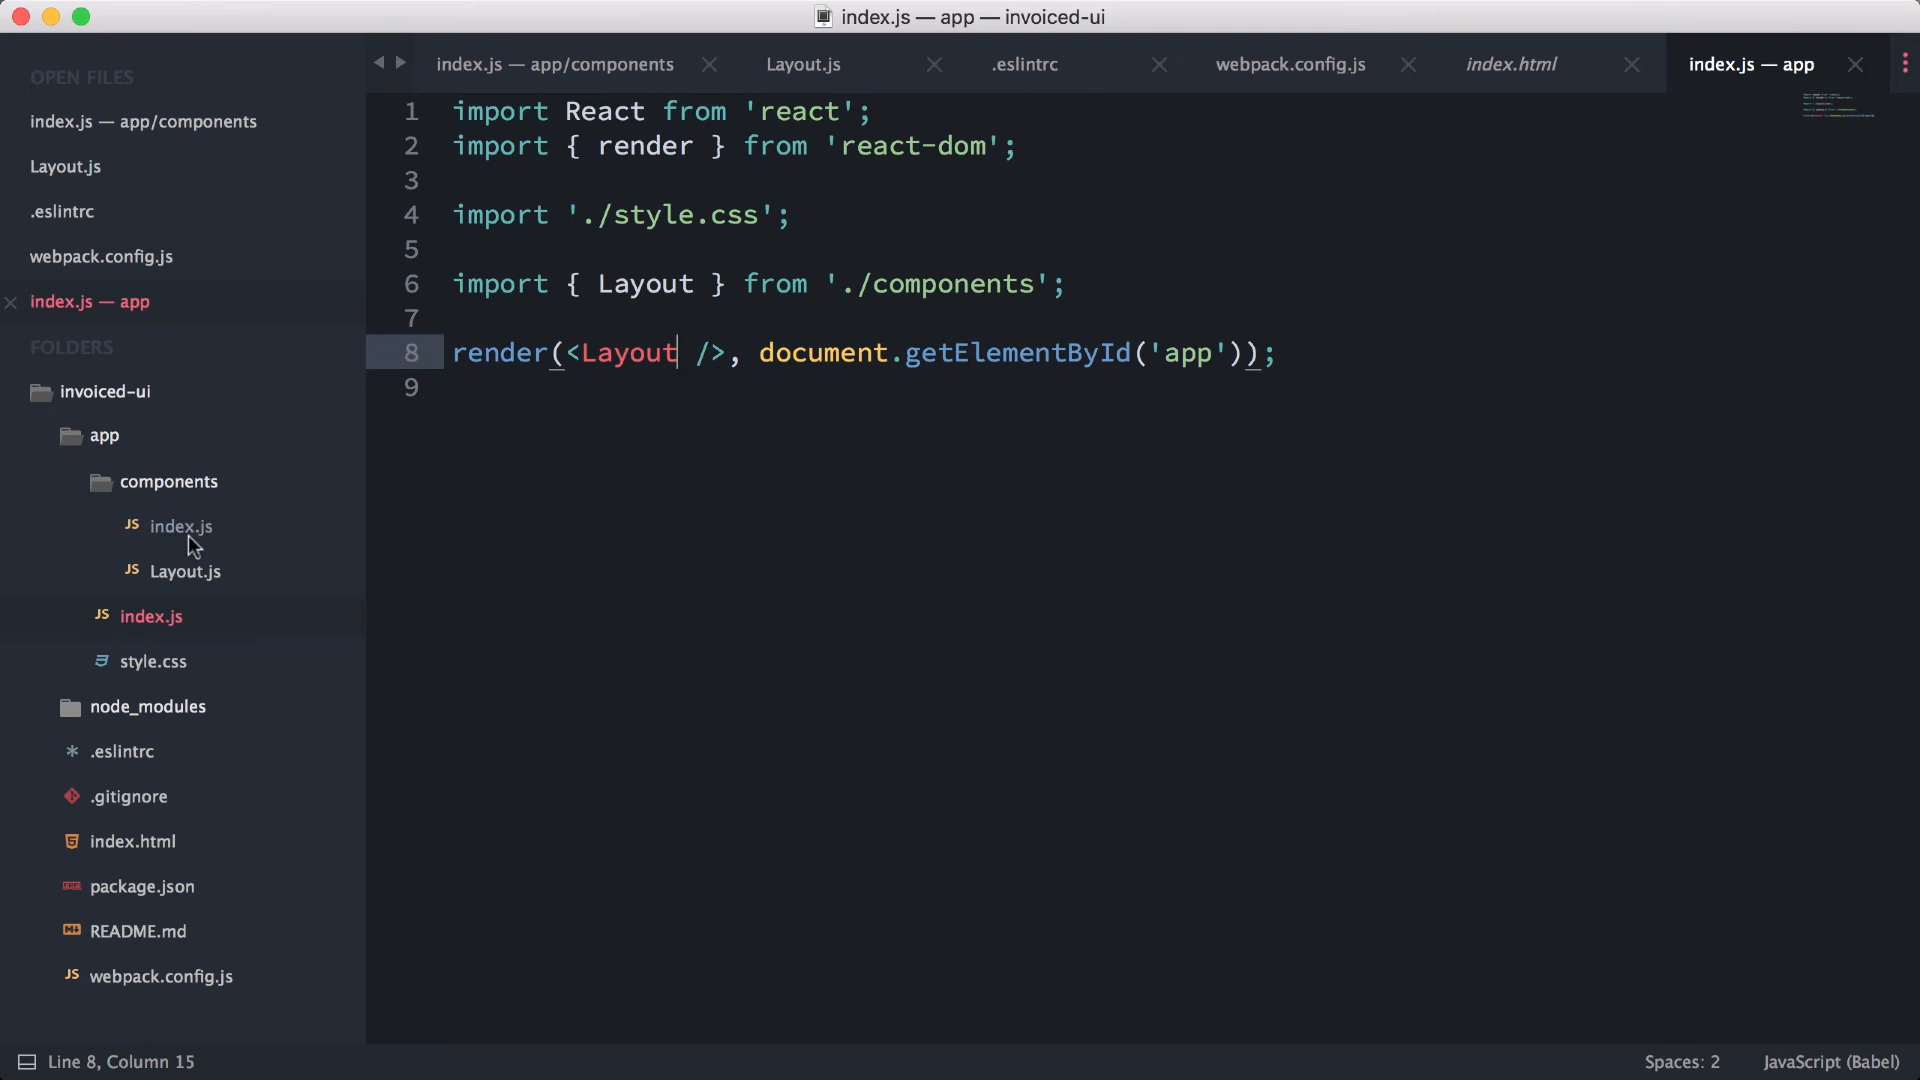 index.js — app — invoiced-ui
OPEN FILES
index.js — app/components
Layout.js
.eslintrc
webpack.config.js
index.js — app
FOLDERS
invoiced-ui
app
components
JS index.js
JS Layout.js
JS index.js
style.css
node_modules
.eslintrc
.gitignore
index.html
package.json
README.md
JS webpack.config.js
index.js — app/components
Layout.js
.eslintrc
webpack.config.js
index.html
index.js — app
1 import React from 'react';
2 import { render } from 'react-dom';
3
4 import './style.css';
5
6 import { Layout } from './components';
7
8 render(<Layout />, document.getElementById('app'));
9
Line 8, Column 15
Spaces: 2
JavaScript (Babel)